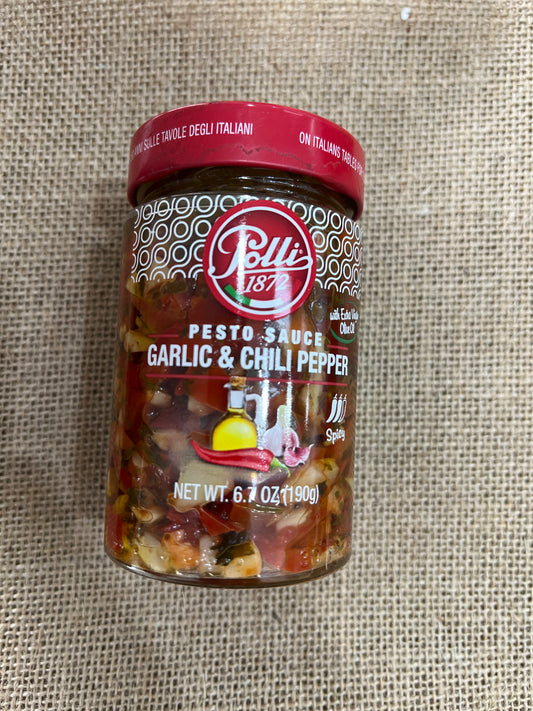 SULLE TAVOLE DEGLI ITALIANI
ON ITALIANS TABLES
Polli
1872
with Extra Virgin
Olive Oil
PESTO SAUCE
GARLIC & CHILI PEPPER
Spicy
NET WT. 6.7 OZ (190g)